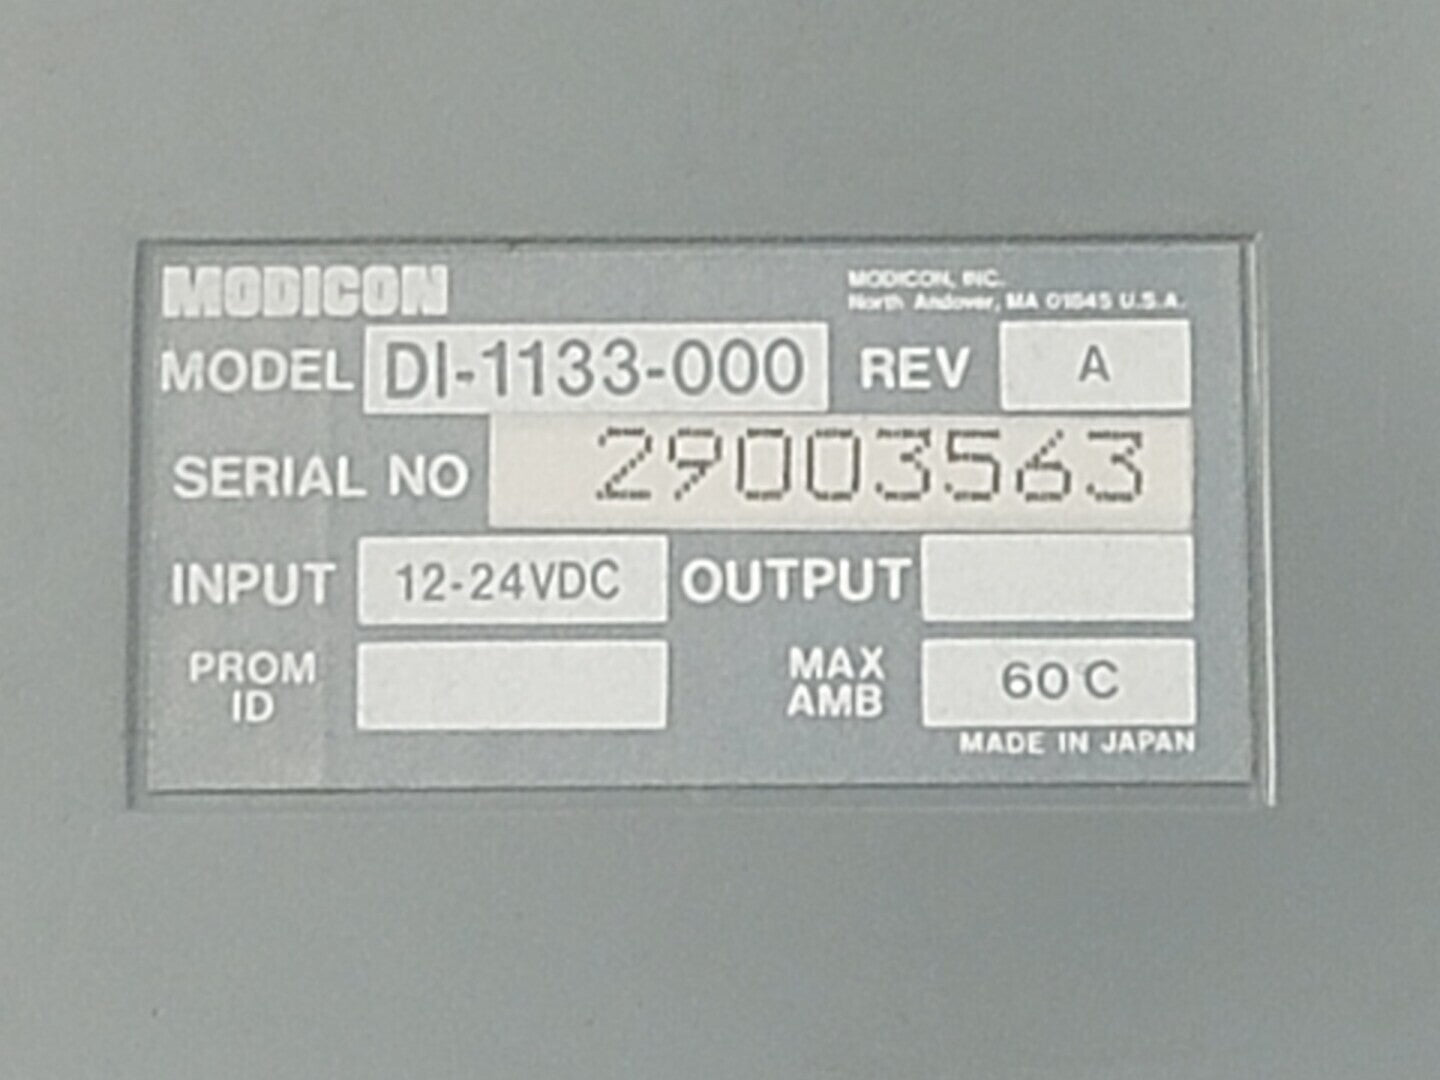 MODICON
MODICON, INC.
North Andover, MA 01845 U.S.A.
MODEL DI-1133-000 REV A
SERIAL NO 29003563
INPUT 12-24VDC OUTPUT
PROM ID MAX AMB 60 C
MADE IN JAPAN